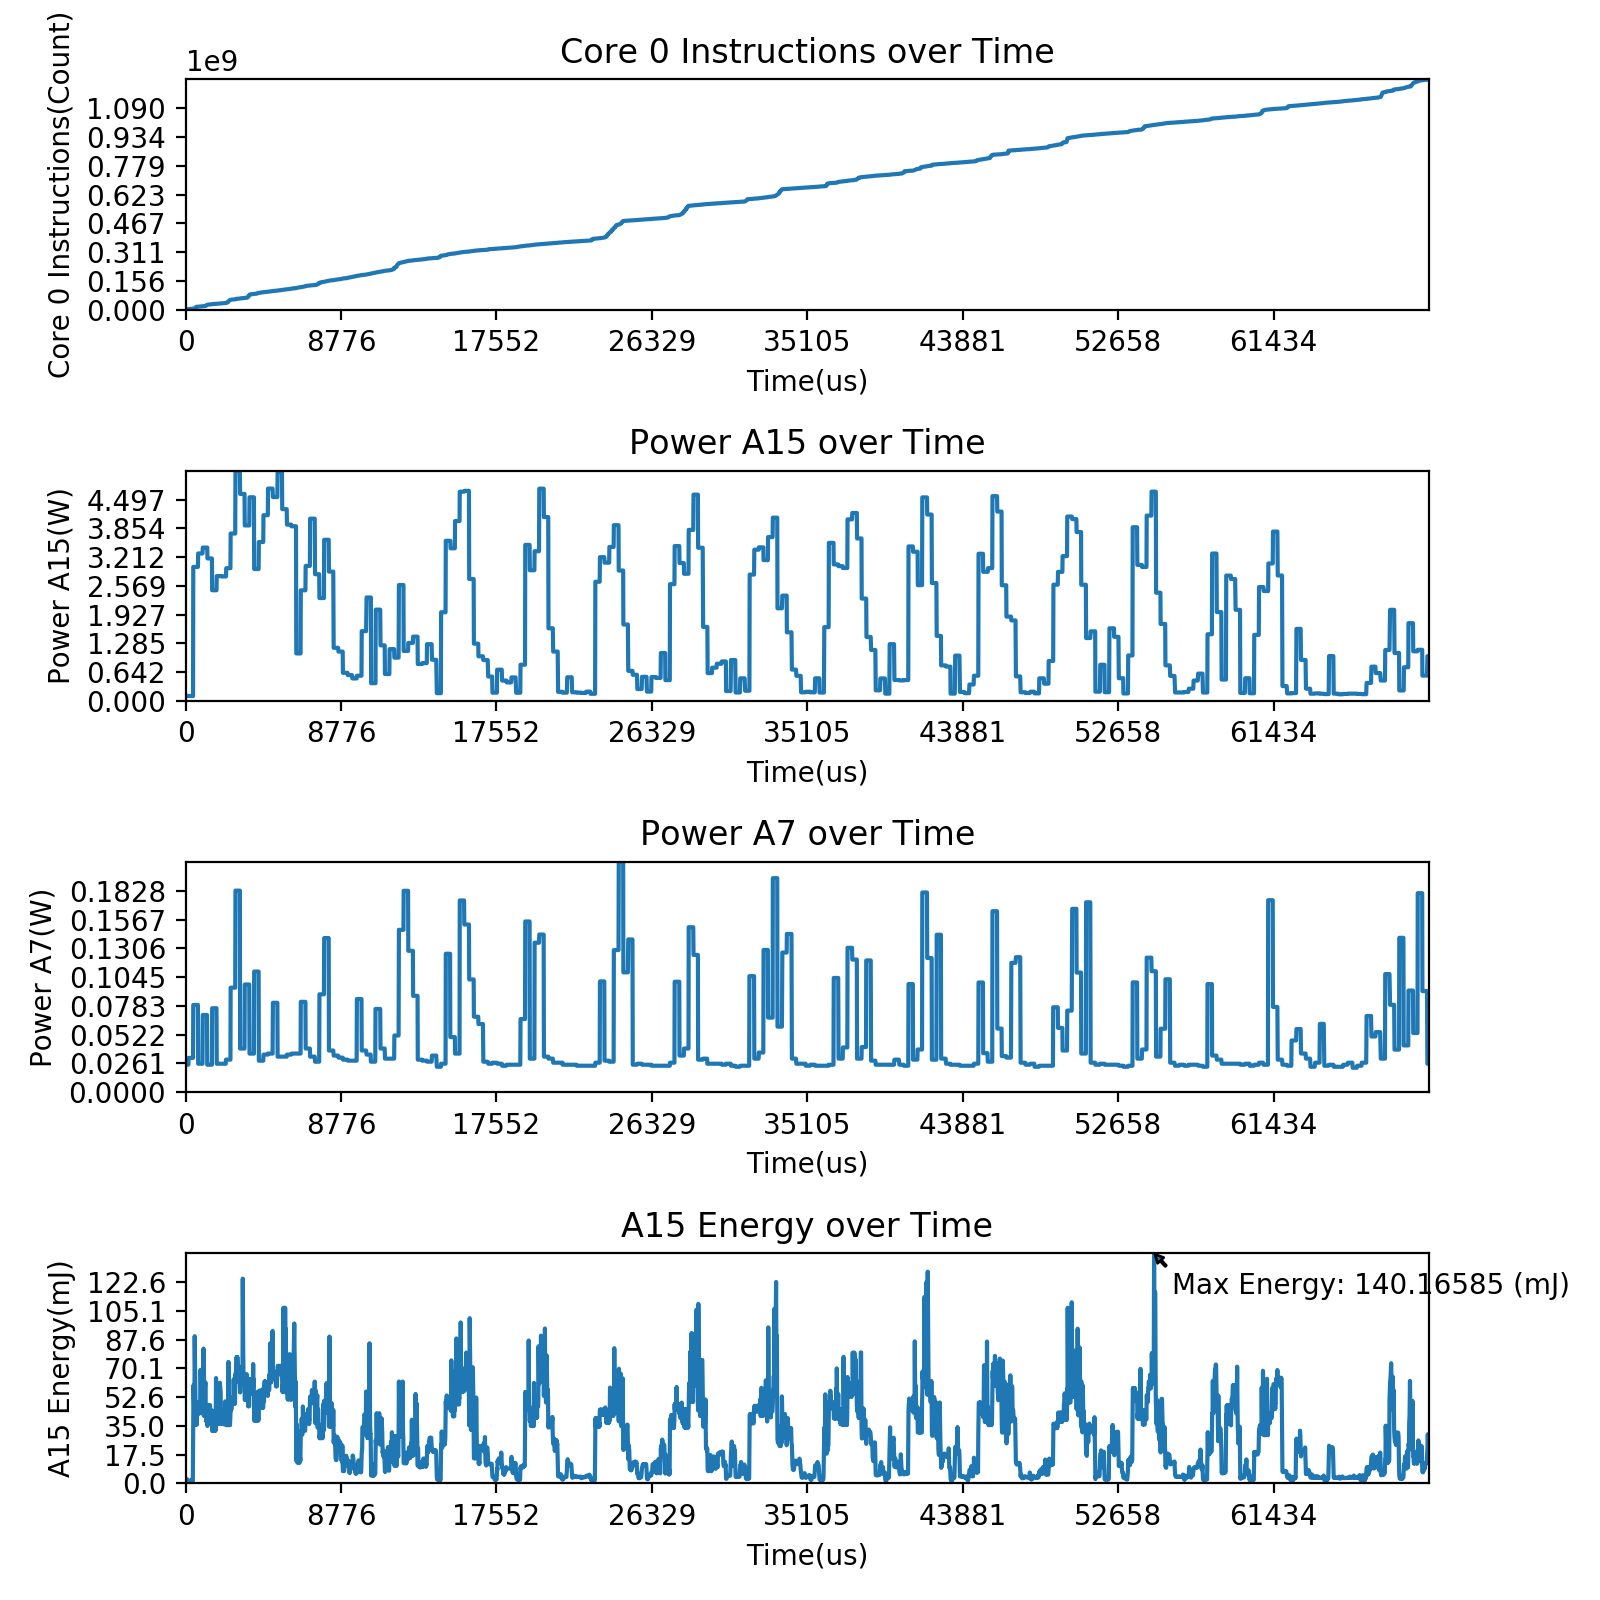 Core 0 Instructions over Time
1e9
Core 0 Instructions(Count)
1.090
0.934
0.779
0.623
0.467
0.311
0.156
0.000
0 8776 17552 26329 35105 43881 52658 61434
Time(us)
Power A15 over Time
Power A15(W)
4.497
3.854
3.212
2.569
1.927
1.285
0.642
0.000
0 8776 17552 26329 35105 43881 52658 61434
Time(us)
Power A7 over Time
Power A7(W)
0.1828
0.1567
0.1306
0.1045
0.0783
0.0522
0.0261
0.0000
0 8776 17552 26329 35105 43881 52658 61434
Time(us)
A15 Energy over Time
A15 Energy(mJ)
Max Energy: 140.16585 (mJ)
122.6
105.1
87.6
70.1
52.6
35.0
17.5
0.0
0 8776 17552 26329 35105 43881 52658 61434
Time(us)